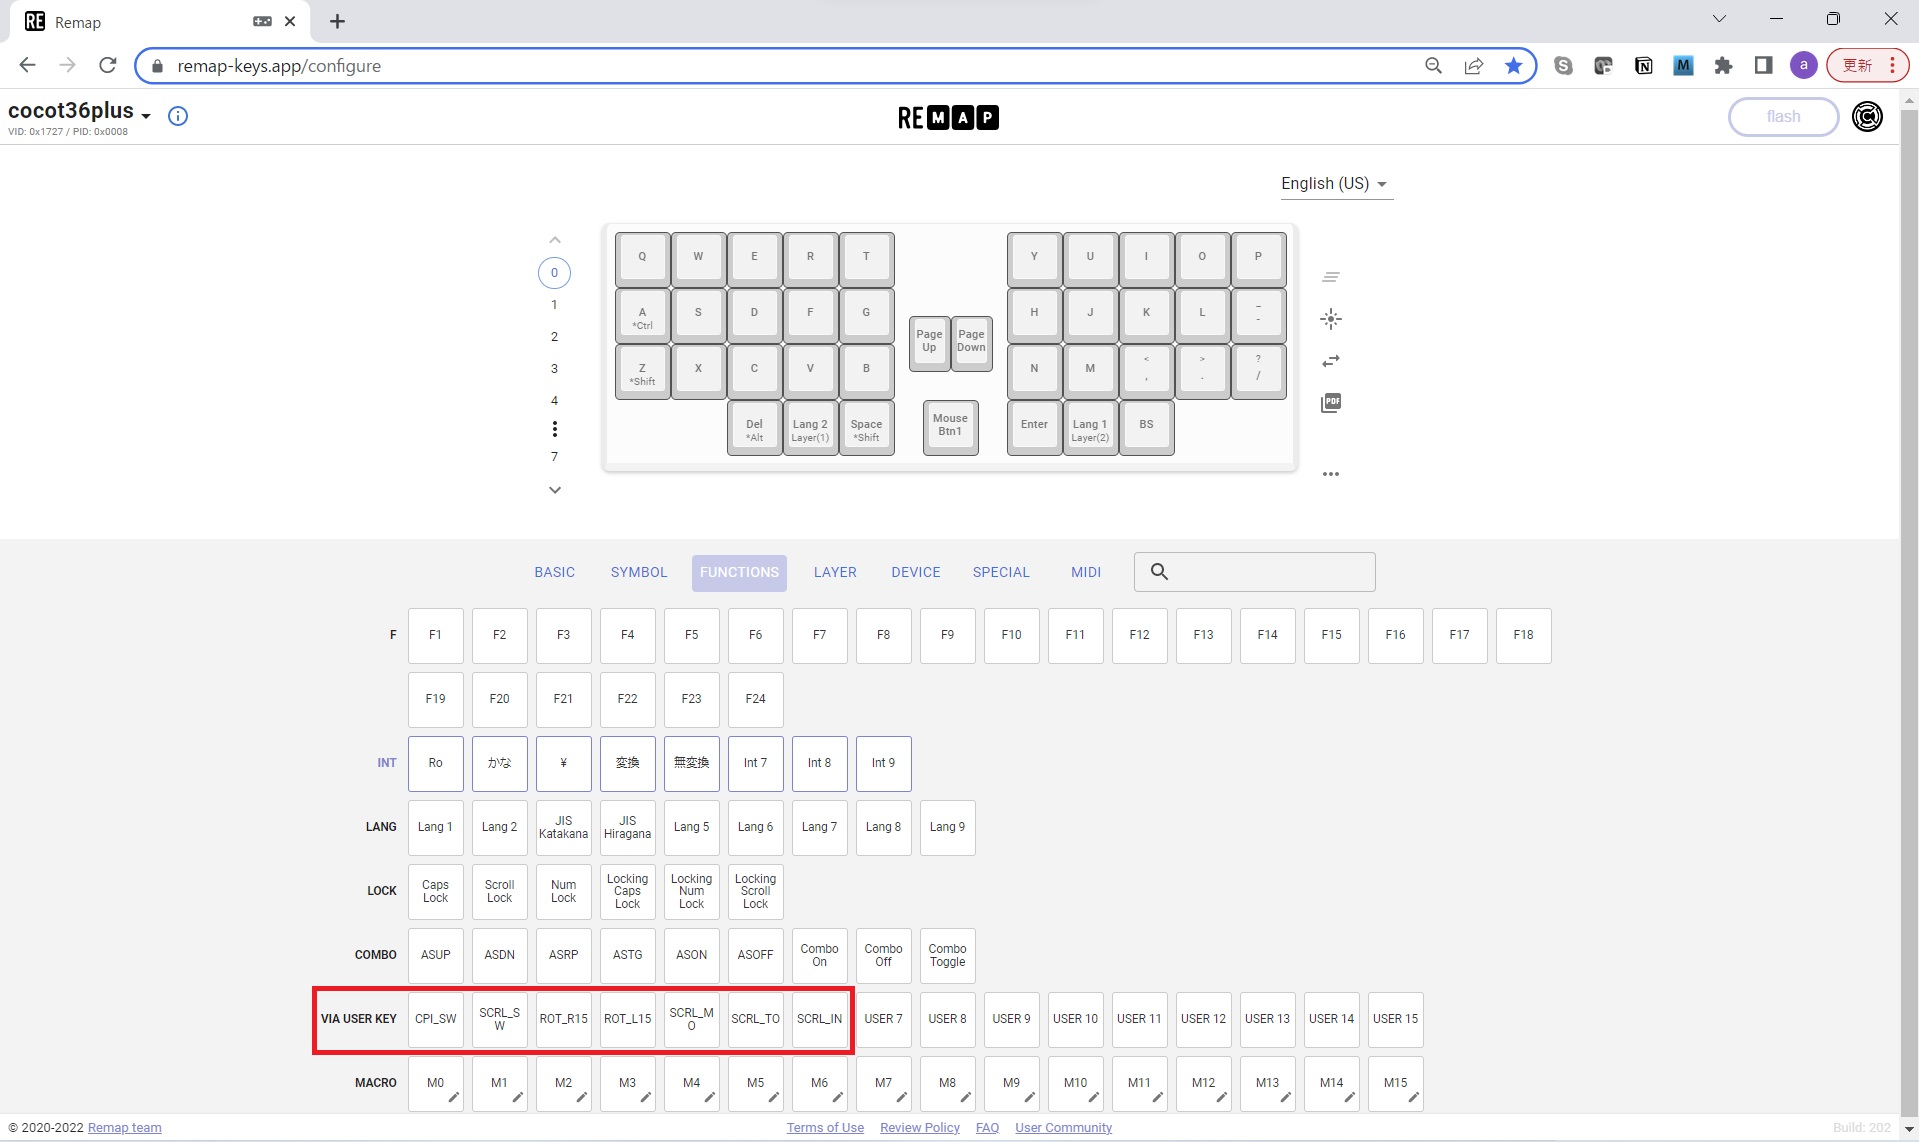 RE Remap
remap-keys.app/configure
M
a
更新
cocot36plus
VID: 0x1727 / PID: 0x0008
REMAP
flash
English (US)
0
1
2
3
4
7
Q W E R T Y U I O P
A *Ctrl S D F G H J K L _ -
Page Up Page Down
Z *Shift X C V B N M < , > . ? /
Del *Alt Lang 2 Layer(1) Space *Shift Mouse Btn1 Enter Lang 1 Layer(2) BS
PDF
BASIC SYMBOL FUNCTIONS LAYER DEVICE SPECIAL MIDI
F F1 F2 F3 F4 F5 F6 F7 F8 F9 F10 F11 F12 F13 F14 F15 F16 F17 F18
F19 F20 F21 F22 F23 F24
INT Ro かな ¥ 変換 無変換 Int 7 Int 8 Int 9
LANG Lang 1 Lang 2 JIS Katakana JIS Hiragana Lang 5 Lang 6 Lang 7 Lang 8 Lang 9
LOCK Caps Lock Scroll Lock Num Lock Locking Caps Lock Locking Num Lock Locking Scroll Lock
COMBO ASUP ASDN ASRP ASTG ASON ASOFF Combo On Combo Off Combo Toggle
VIA USER KEY CPI_SW SCRL_SW ROT_R15 ROT_L15 SCRL_MO SCRL_TO SCRL_IN USER 7 USER 8 USER 9 USER 10 USER 11 USER 12 USER 13 USER 14 USER 15
MACRO M0 M1 M2 M3 M4 M5 M6 M7 M8 M9 M10 M11 M12 M13 M14 M15
© 2020-2022 Remap team Terms of Use Review Policy FAQ User Community Build: 202